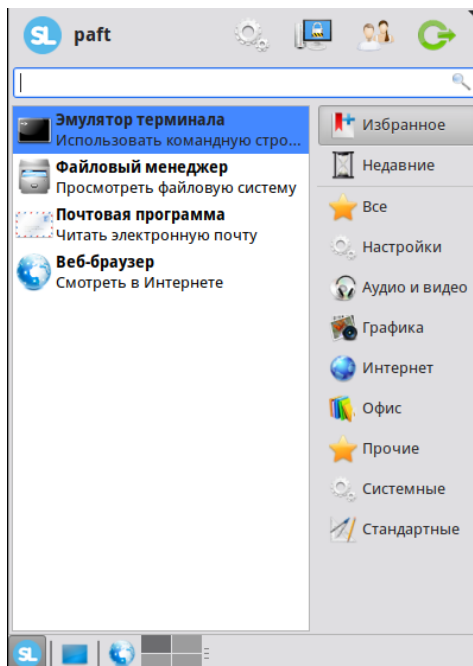 SL paft
Эмулятор терминала
Использовать командную стро...
Файловый менеджер
Просмотреть файловую систему
Почтовая программа
Читать электронную почту
Веб-браузер
Смотреть в Интернете
Избранное
Недавние
Все
Настройки
Аудио и видео
Графика
Интернет
Офис
Прочие
Системные
Стандартные
SL